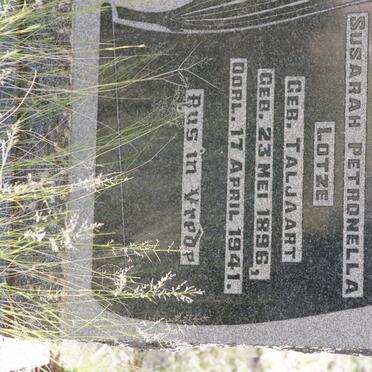 SUSARAH PETRONELLA
LOTZE
GEB. TALJAART
GEB. 23 MEI 1896,
OORL. 17 APRIL 1941.
Rus in Vrede